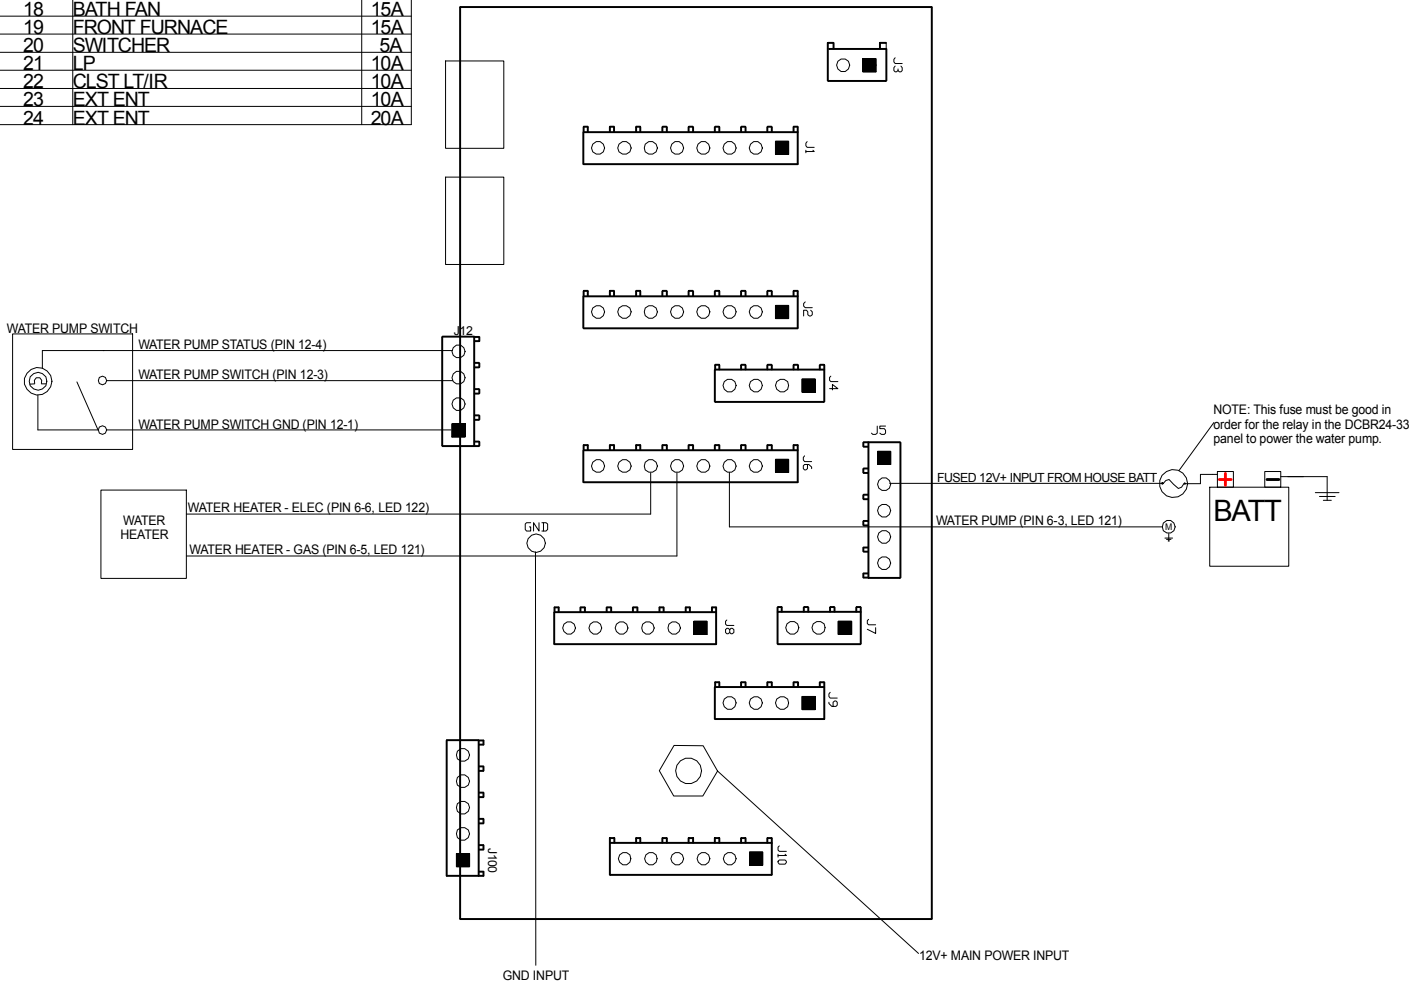 18 BATH FAN 15A
19 FRONT FURNACE 15A
20 SWITCHER 5A
21 LP 10A
22 CLST LT/IR 10A
23 EXT ENT 10A
24 EXT ENT 20A
J3
J1
J2
WATER PUMP SWITCH
J12
WATER PUMP STATUS (PIN 12-4)
WATER PUMP SWITCH (PIN 12-3)
WATER PUMP SWITCH GND (PIN 12-1)
J4
NOTE: This fuse must be good in
order for the relay in the DCBR24-33
panel to power the water pump.
J5
J6
FUSED 12V+ INPUT FROM HOUSE BATT
+ −
BATT
WATER HEATER
WATER HEATER - ELEC (PIN 6-6, LED 122)
GND
WATER PUMP (PIN 6-3, LED 121)
M
WATER HEATER - GAS (PIN 6-5, LED 121)
J8
J7
J9
J100
J10
12V+ MAIN POWER INPUT
GND INPUT